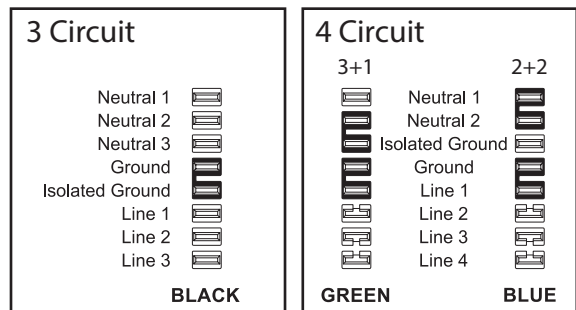 3 Circuit
Neutral 1
Neutral 2
Neutral 3
Ground
Isolated Ground
Line 1
Line 2
Line 3
BLACK
4 Circuit
3+1 2+2
Neutral 1
Neutral 2
Isolated Ground
Ground
Line 1
Line 2
Line 3
Line 4
GREEN BLUE